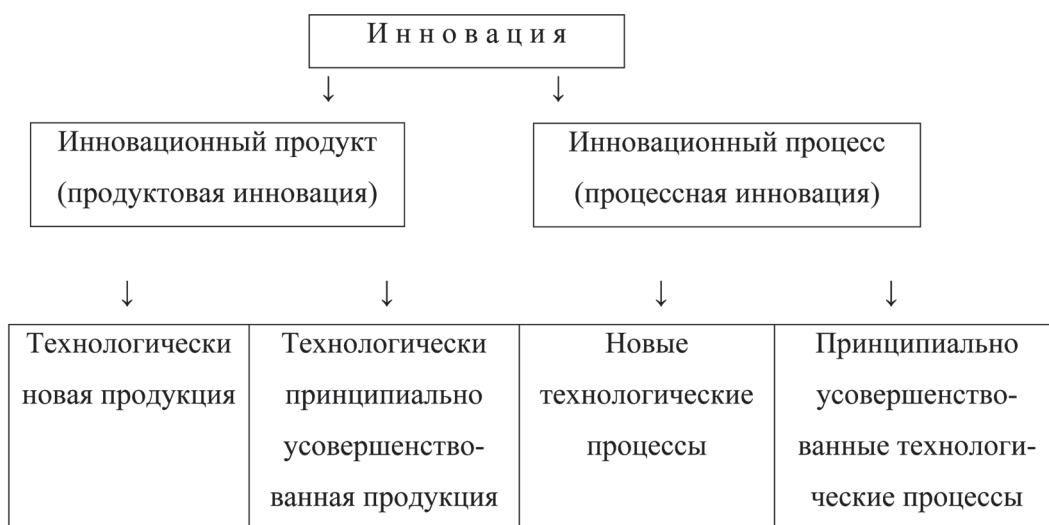 И н н о в а ц и я
↓ ↓
Инновационный продукт
(продуктовая инновация)
Инновационный процесс
(процессная инновация)
↓ ↓ ↓ ↓
Технологически
новая продукция
Технологически
принципиально
усовершенство-
ванная продукция
Новые
технологические
процессы
Принципиально
усовершенство-
ванные технологи-
ческие процессы